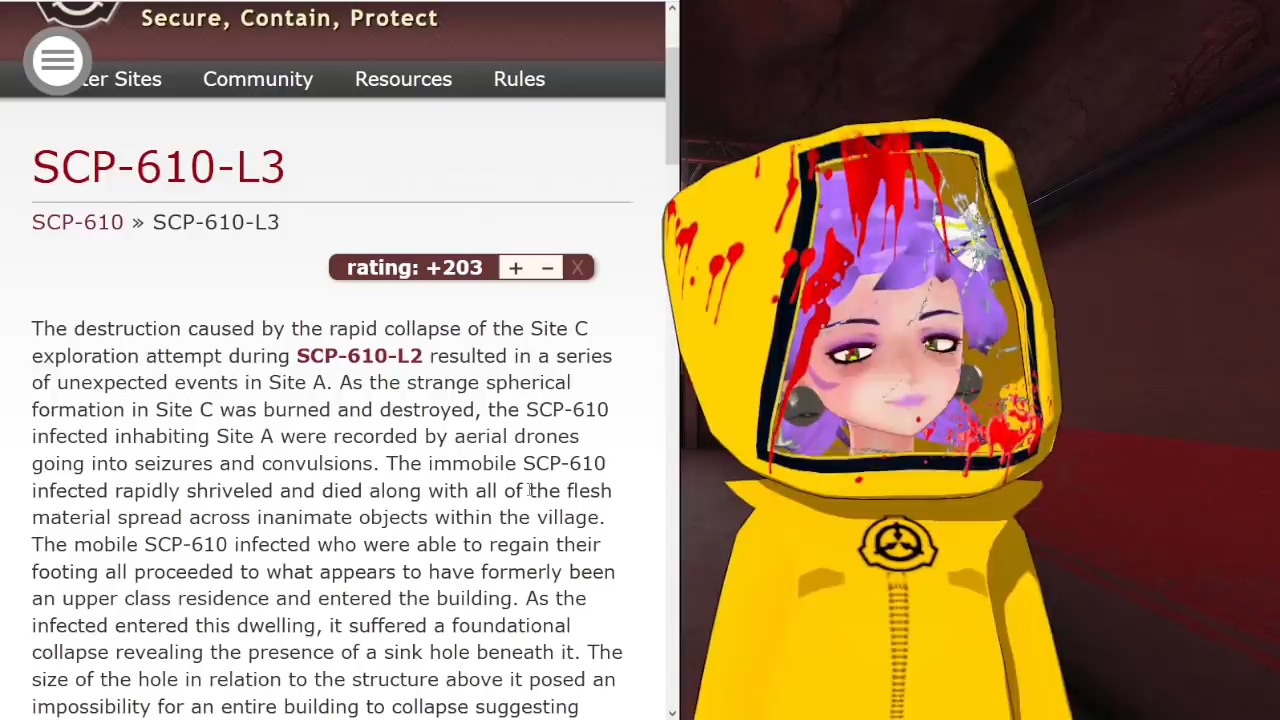 Secure, Contain, Protect
ter Sites Community Resources Rules
SCP-610-L3
SCP-610 » SCP-610-L3
rating: +203 + − X
The destruction caused by the rapid collapse of the Site C
exploration attempt during SCP-610-L2 resulted in a series
of unexpected events in Site A. As the strange spherical
formation in Site C was burned and destroyed, the SCP-610
infected inhabiting Site A were recorded by aerial drones
going into seizures and convulsions. The immobile SCP-610
infected rapidly shriveled and died along with all of the flesh
material spread across inanimate objects within the village.
The mobile SCP-610 infected who were able to regain their
footing all proceeded to what appears to have formerly been
an upper class residence and entered the building. As the
infected entered this dwelling, it suffered a foundational
collapse revealing the presence of a sink hole beneath it. The
size of the hole in relation to the structure above it posed an
impossibility for an entire building to collapse suggesting